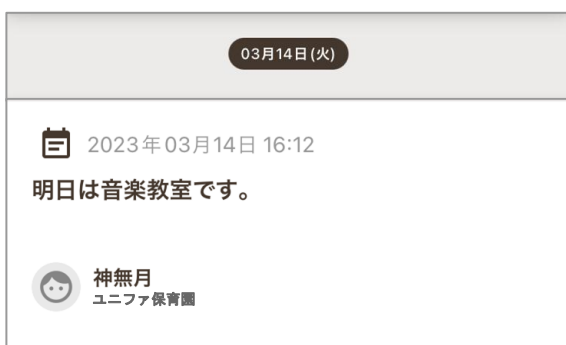 03月14日(火)
2023年03月14日 16:12
明日は音楽教室です。
神無月
ユニファ保育園